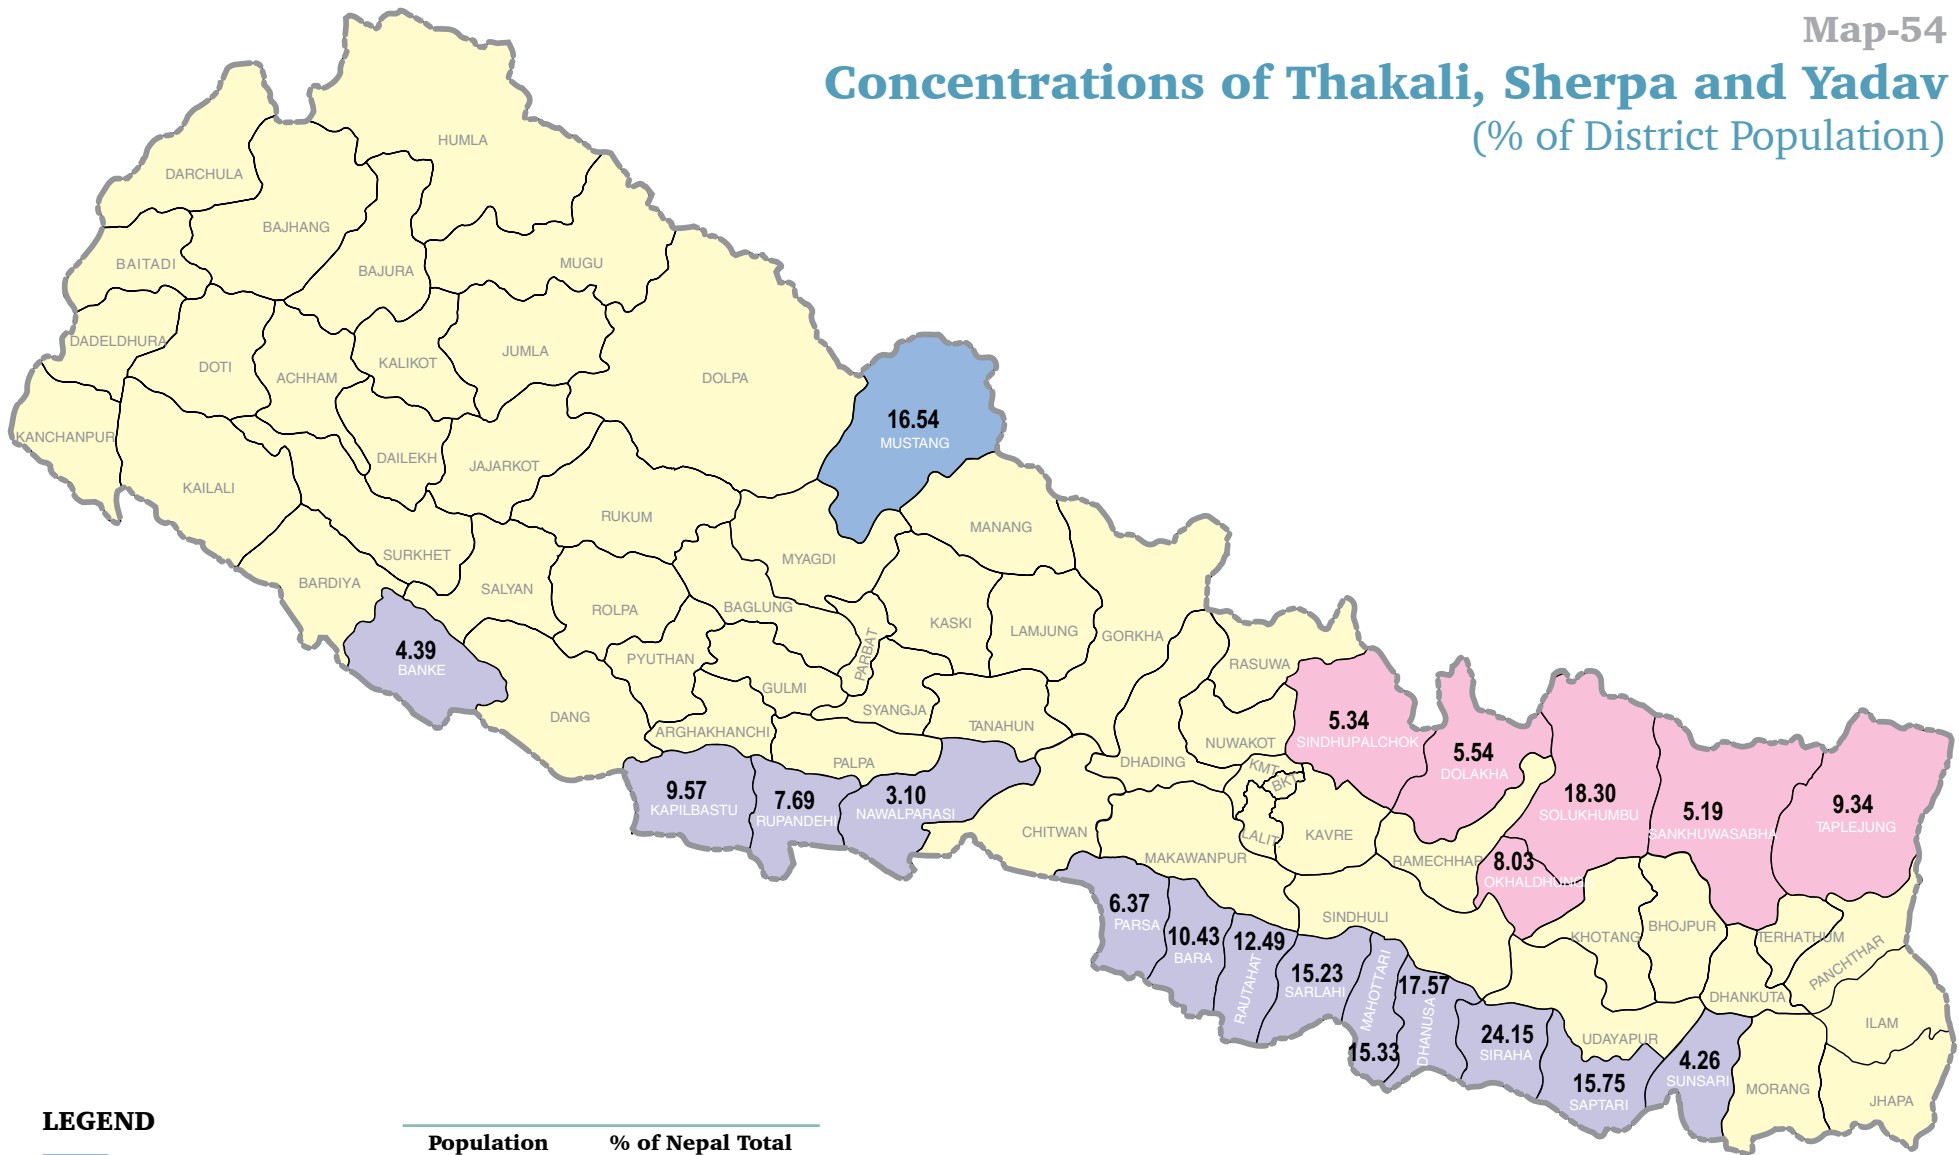 Map-54
Concentrations of Thakali, Sherpa and Yadav
(% of District Population)
HUMLA
DARCHULA
BAJHANG
BAITADI
BAJURA
MUGU
DADELDHURA
DOTI
ACHHAM
KALIKOT
JUMLA
DOLPA
16.54
MUSTANG
KANCHANPUR
KAILALI
DAILEKH
JAJARKOT
RUKUM
MANANG
SURKHET
BARDIYA
SALYAN
ROLPA
MYAGDI
BAGLUNG
PARBAT
KASKI
LAMJUNG
GORKHA
4.39
BANKE
PYUTHAN
GULMI
SYANGJA
TANAHUN
RASUWA
DANG
ARGHAKHANCHI
PALPA
DHADING
NUWAKOT
5.34
SINDHUPALCHOK
5.54
DOLAKHA
KMT.
BKT.
LALIT.
KAVRE
18.30
SOLUKHUMBU
5.19
SANKHUWASABHA
9.34
TAPLEJUNG
9.57
KAPILBASTU
7.69
RUPANDEHI
3.10
NAWALPARASI
CHITWAN
MAKAWANPUR
RAMECHHAP
8.03
OKHALDHUNGA
6.37
PARSA
10.43
BARA
12.49
RAUTAHAT
SINDHULI
15.23
SARLAHI
MAHOTTARI
15.33
17.57
DHANUSA
24.15
SIRAHA
KHOTANG
BHOJPUR
TERHATHUM
PANCHTHAR
DHANKUTA
UDAYAPUR
15.75
SAPTARI
4.26
SUNSARI
MORANG
ILAM
JHAPA
LEGEND
Population % of Nepal Total